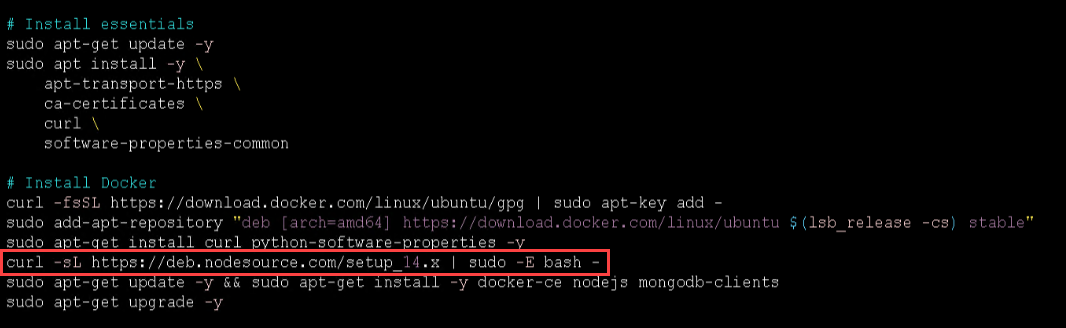 # Install essentials
sudo apt-get update -y
sudo apt install -y \
    apt-transport-https \
    ca-certificates \
    curl \
    software-properties-common
# Install Docker
curl -fsSL https://download.docker.com/linux/ubuntu/gpg | sudo apt-key add -
sudo add-apt-repository "deb [arch=amd64] https://download.docker.com/linux/ubuntu $(lsb_release -cs) stable"
sudo apt-get install curl python-software-properties -y
curl -sL https://deb.nodesource.com/setup_14.x | sudo -E bash -
sudo apt-get update -y && sudo apt-get install -y docker-ce nodejs mongodb-clients
sudo apt-get upgrade -y